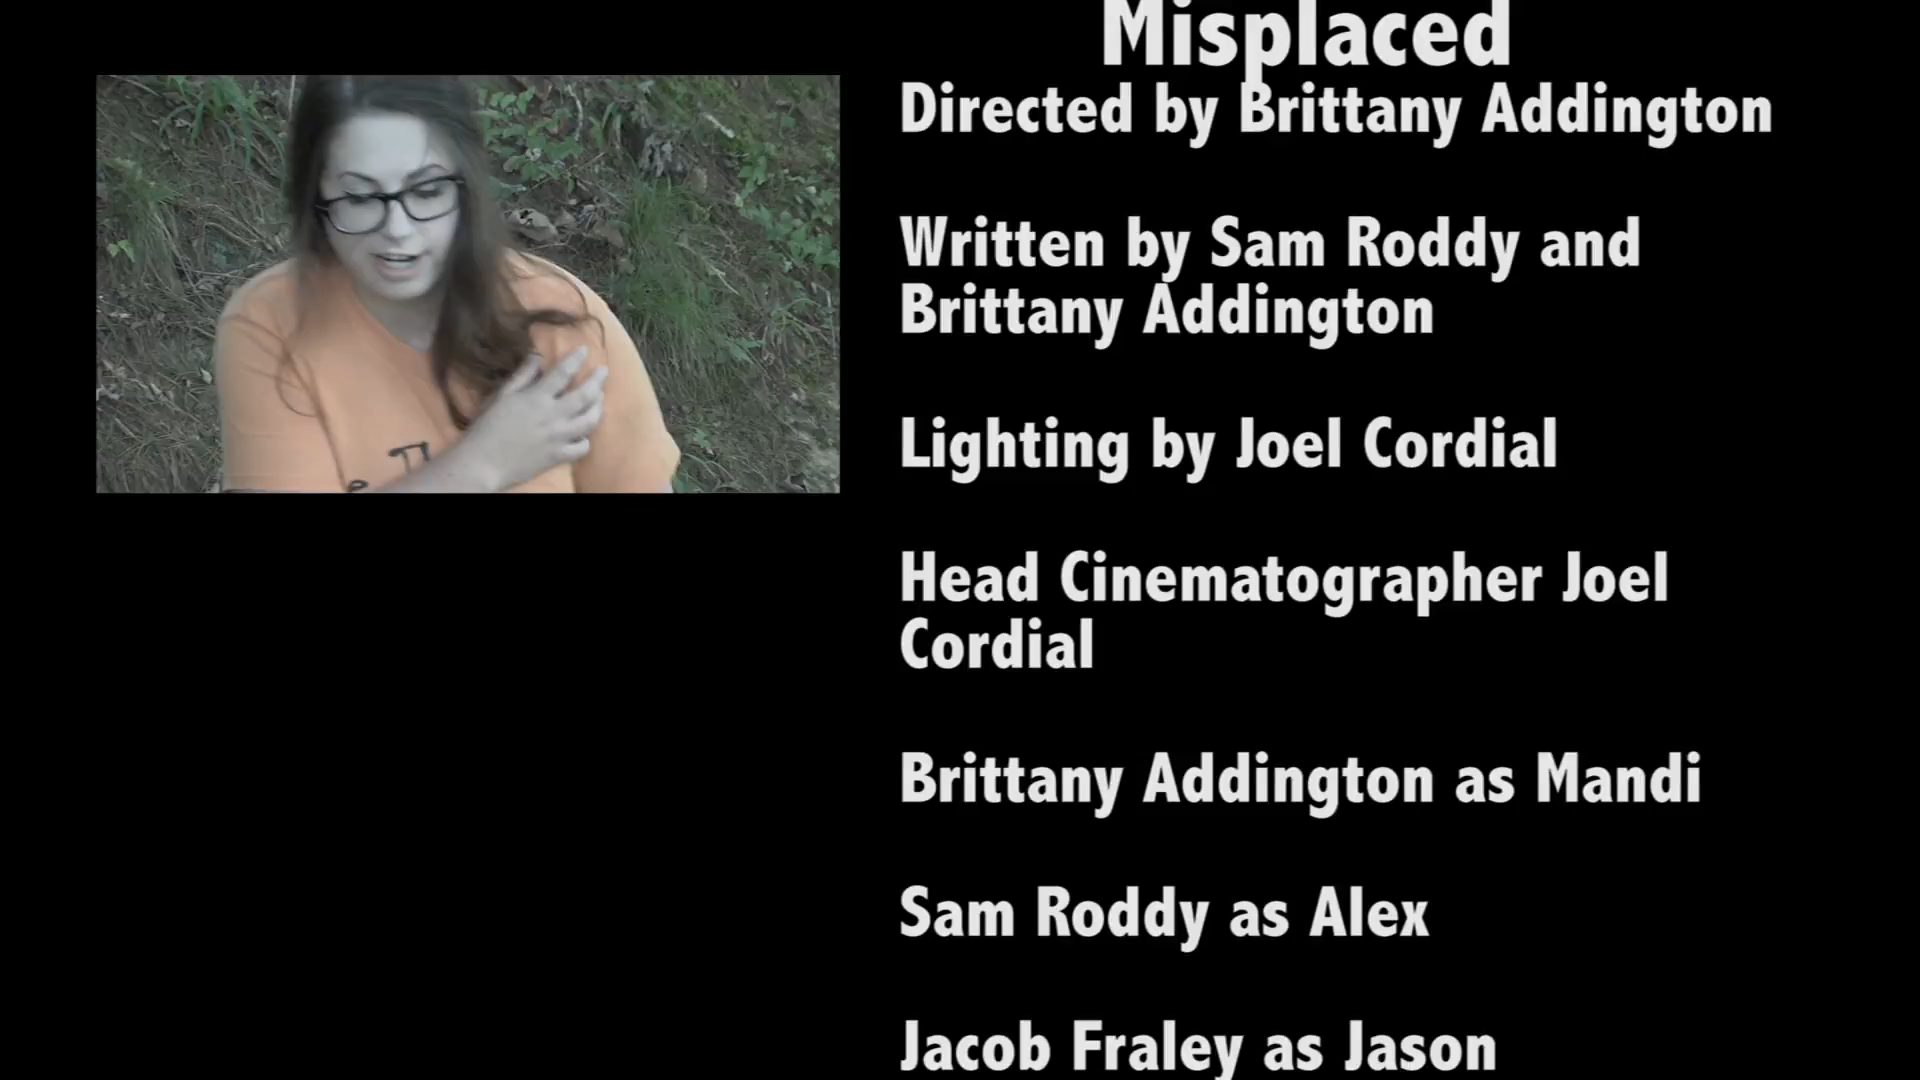 Misplaced
Directed by Brittany Addington
Written by Sam Roddy and
Brittany Addington
Lighting by Joel Cordial
Head Cinematographer Joel
Cordial
Brittany Addington as Mandi
Sam Roddy as Alex
Jacob Fraley as Jason